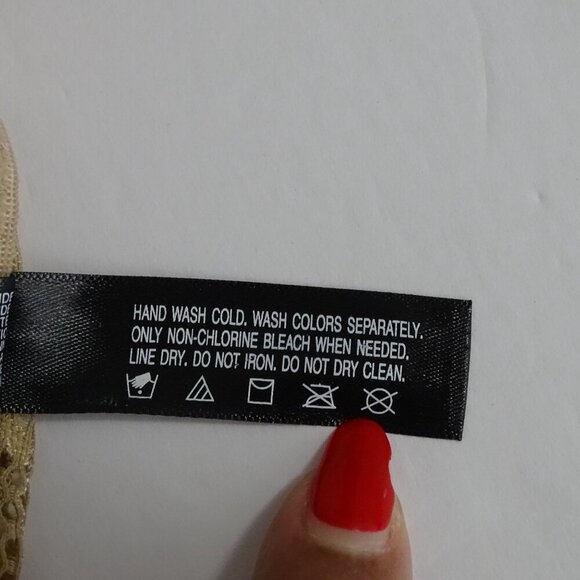 HAND WASH COLD. WASH COLORS SEPARATELY.
ONLY NON-CHLORINE BLEACH WHEN NEEDED.
LINE DRY. DO NOT IRON. DO NOT DRY CLEAN.